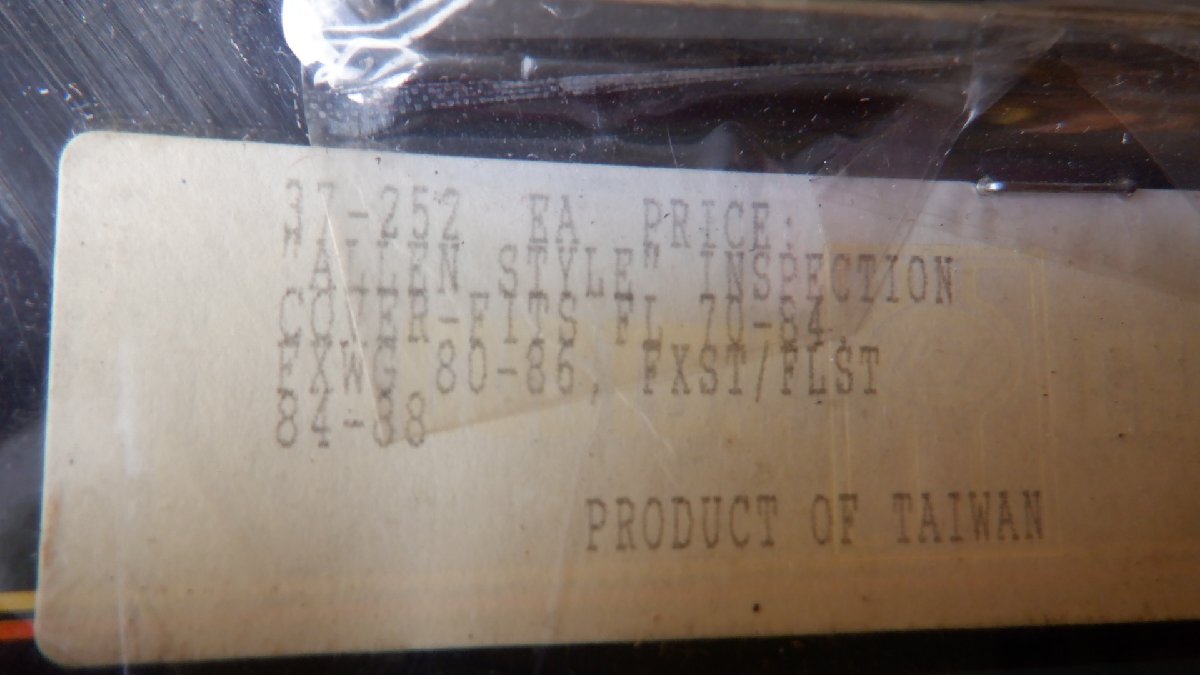 37-252 EA PRICE:
"ALLEN STYLE" INSPECTION
COVER-FITS FL 70-84,
FXWG 80-86, FXST/FLST
84-88
PRODUCT OF TAIWAN